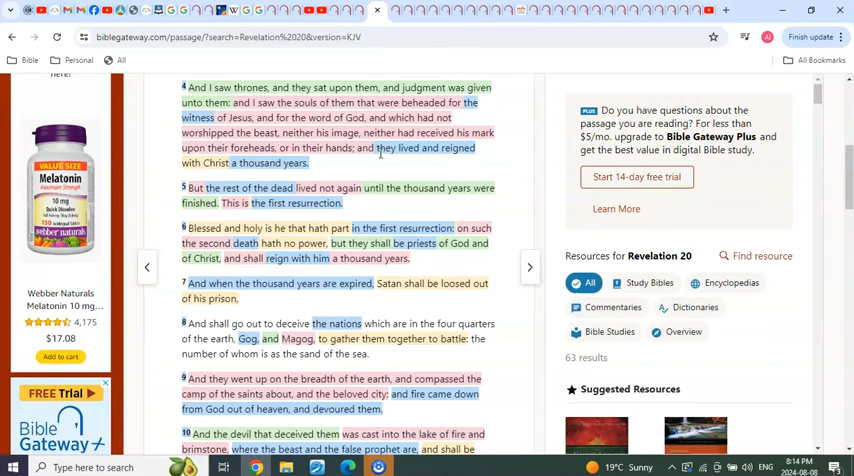 biblegateway.com/passage/?search=Revelation%2020&version=KJV
Finish update
Bible
Personal
All
All Bookmarks
here!
VALUE SIZE
Melatonin
Maximum Strength
10 mg
webber naturals
Webber Naturals
Melatonin 10 mg...
4,175
$17.08
Add to cart
FREE Trial
Bible
Gateway+
4 And I saw thrones, and they sat upon them, and judgment was given
unto them: and I saw the souls of them that were beheaded for the
witness of Jesus, and for the word of God, and which had not
worshipped the beast, neither his image, neither had received his mark
upon their foreheads, or in their hands; and they lived and reigned
with Christ a thousand years.
5 But the rest of the dead lived not again until the thousand years were
finished. This is the first resurrection.
6 Blessed and holy is he that hath part in the first resurrection: on such
the second death hath no power, but they shall be priests of God and
of Christ, and shall reign with him a thousand years.
7 And when the thousand years are expired, Satan shall be loosed out
of his prison,
8 And shall go out to deceive the nations which are in the four quarters
of the earth, Gog, and Magog, to gather them together to battle: the
number of whom is as the sand of the sea.
9 And they went up on the breadth of the earth, and compassed the
camp of the saints about, and the beloved city: and fire came down
from God out of heaven, and devoured them.
10 And the devil that deceived them was cast into the lake of fire and
brimstone, where the beast and the false prophet are, and shall be
PLUS Do you have questions about the
passage you are reading? For less than
$5/mo. upgrade to Bible Gateway Plus and
get the best value in digital Bible study.
Start 14-day free trial
Learn More
Resources for Revelation 20
Find resource
All
Study Bibles
Encyclopedias
Commentaries
Dictionaries
Bible Studies
Overview
63 results
Suggested Resources
Type here to search
19°C Sunny
8:14 PM
2024-08-08